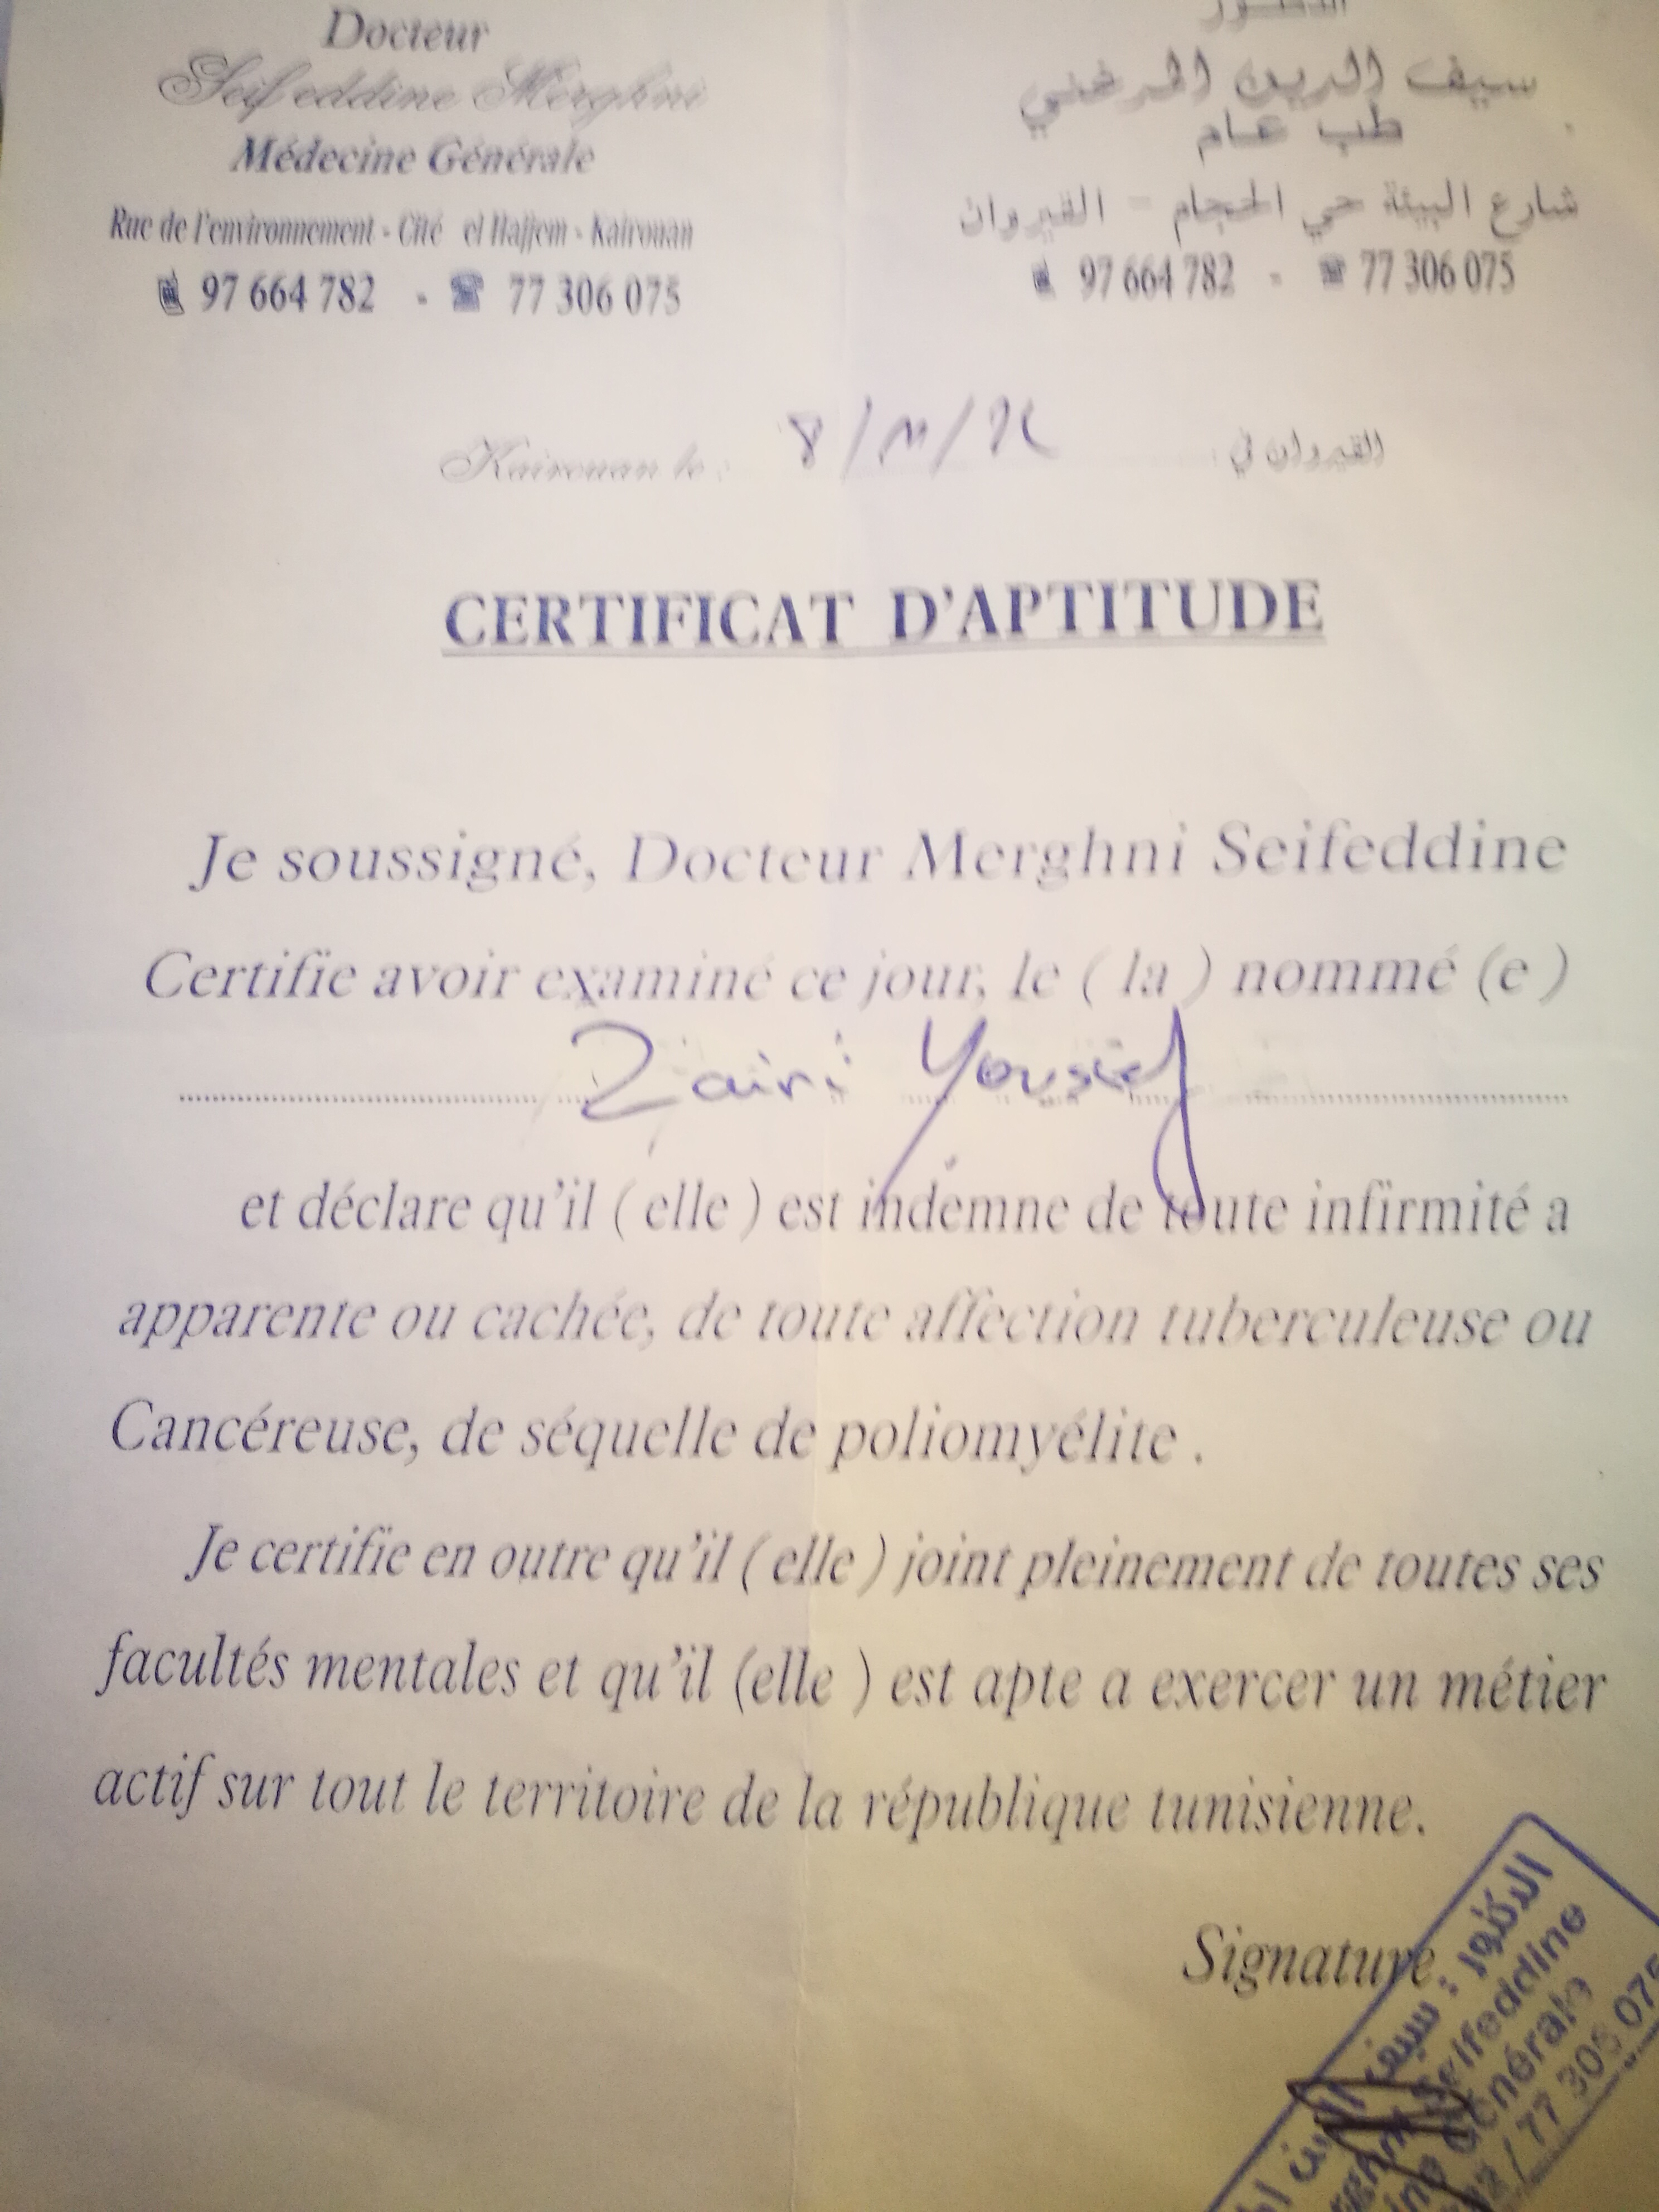 Docteur
Seifeddine Merghni
Médecine Générale
Rue de l'environnement - Cité el Hajjem - Kairouan
97 664 782 - 77 306 075
الدكتور
سيف الدين المرغني
طب عام
شارع البيئة حي الحجام - القيروان
97 664 782 - 77 306 075
Kairouan le : 8/11/ القيروان في
CERTIFICAT D'APTITUDE
Je soussigné, Docteur Merghni Seifeddine
Certifie avoir examiné ce jour, le ( la ) nommé (e )
Zairi Youssef
et déclare qu'il ( elle ) est indemne de toute infirmité a
apparente ou cachée, de toute affection tuberculeuse ou
Cancéreuse, de séquelle de poliomyélite .
Je certifie en outre qu'il ( elle ) joint pleinement de toutes ses
facultés mentales et qu'il (elle ) est apte a exercer un métier
actif sur tout le territoire de la république tunisienne.
Signature
الدكتور : سيف الدين
Seifeddine
Générale
/ 77 306 075